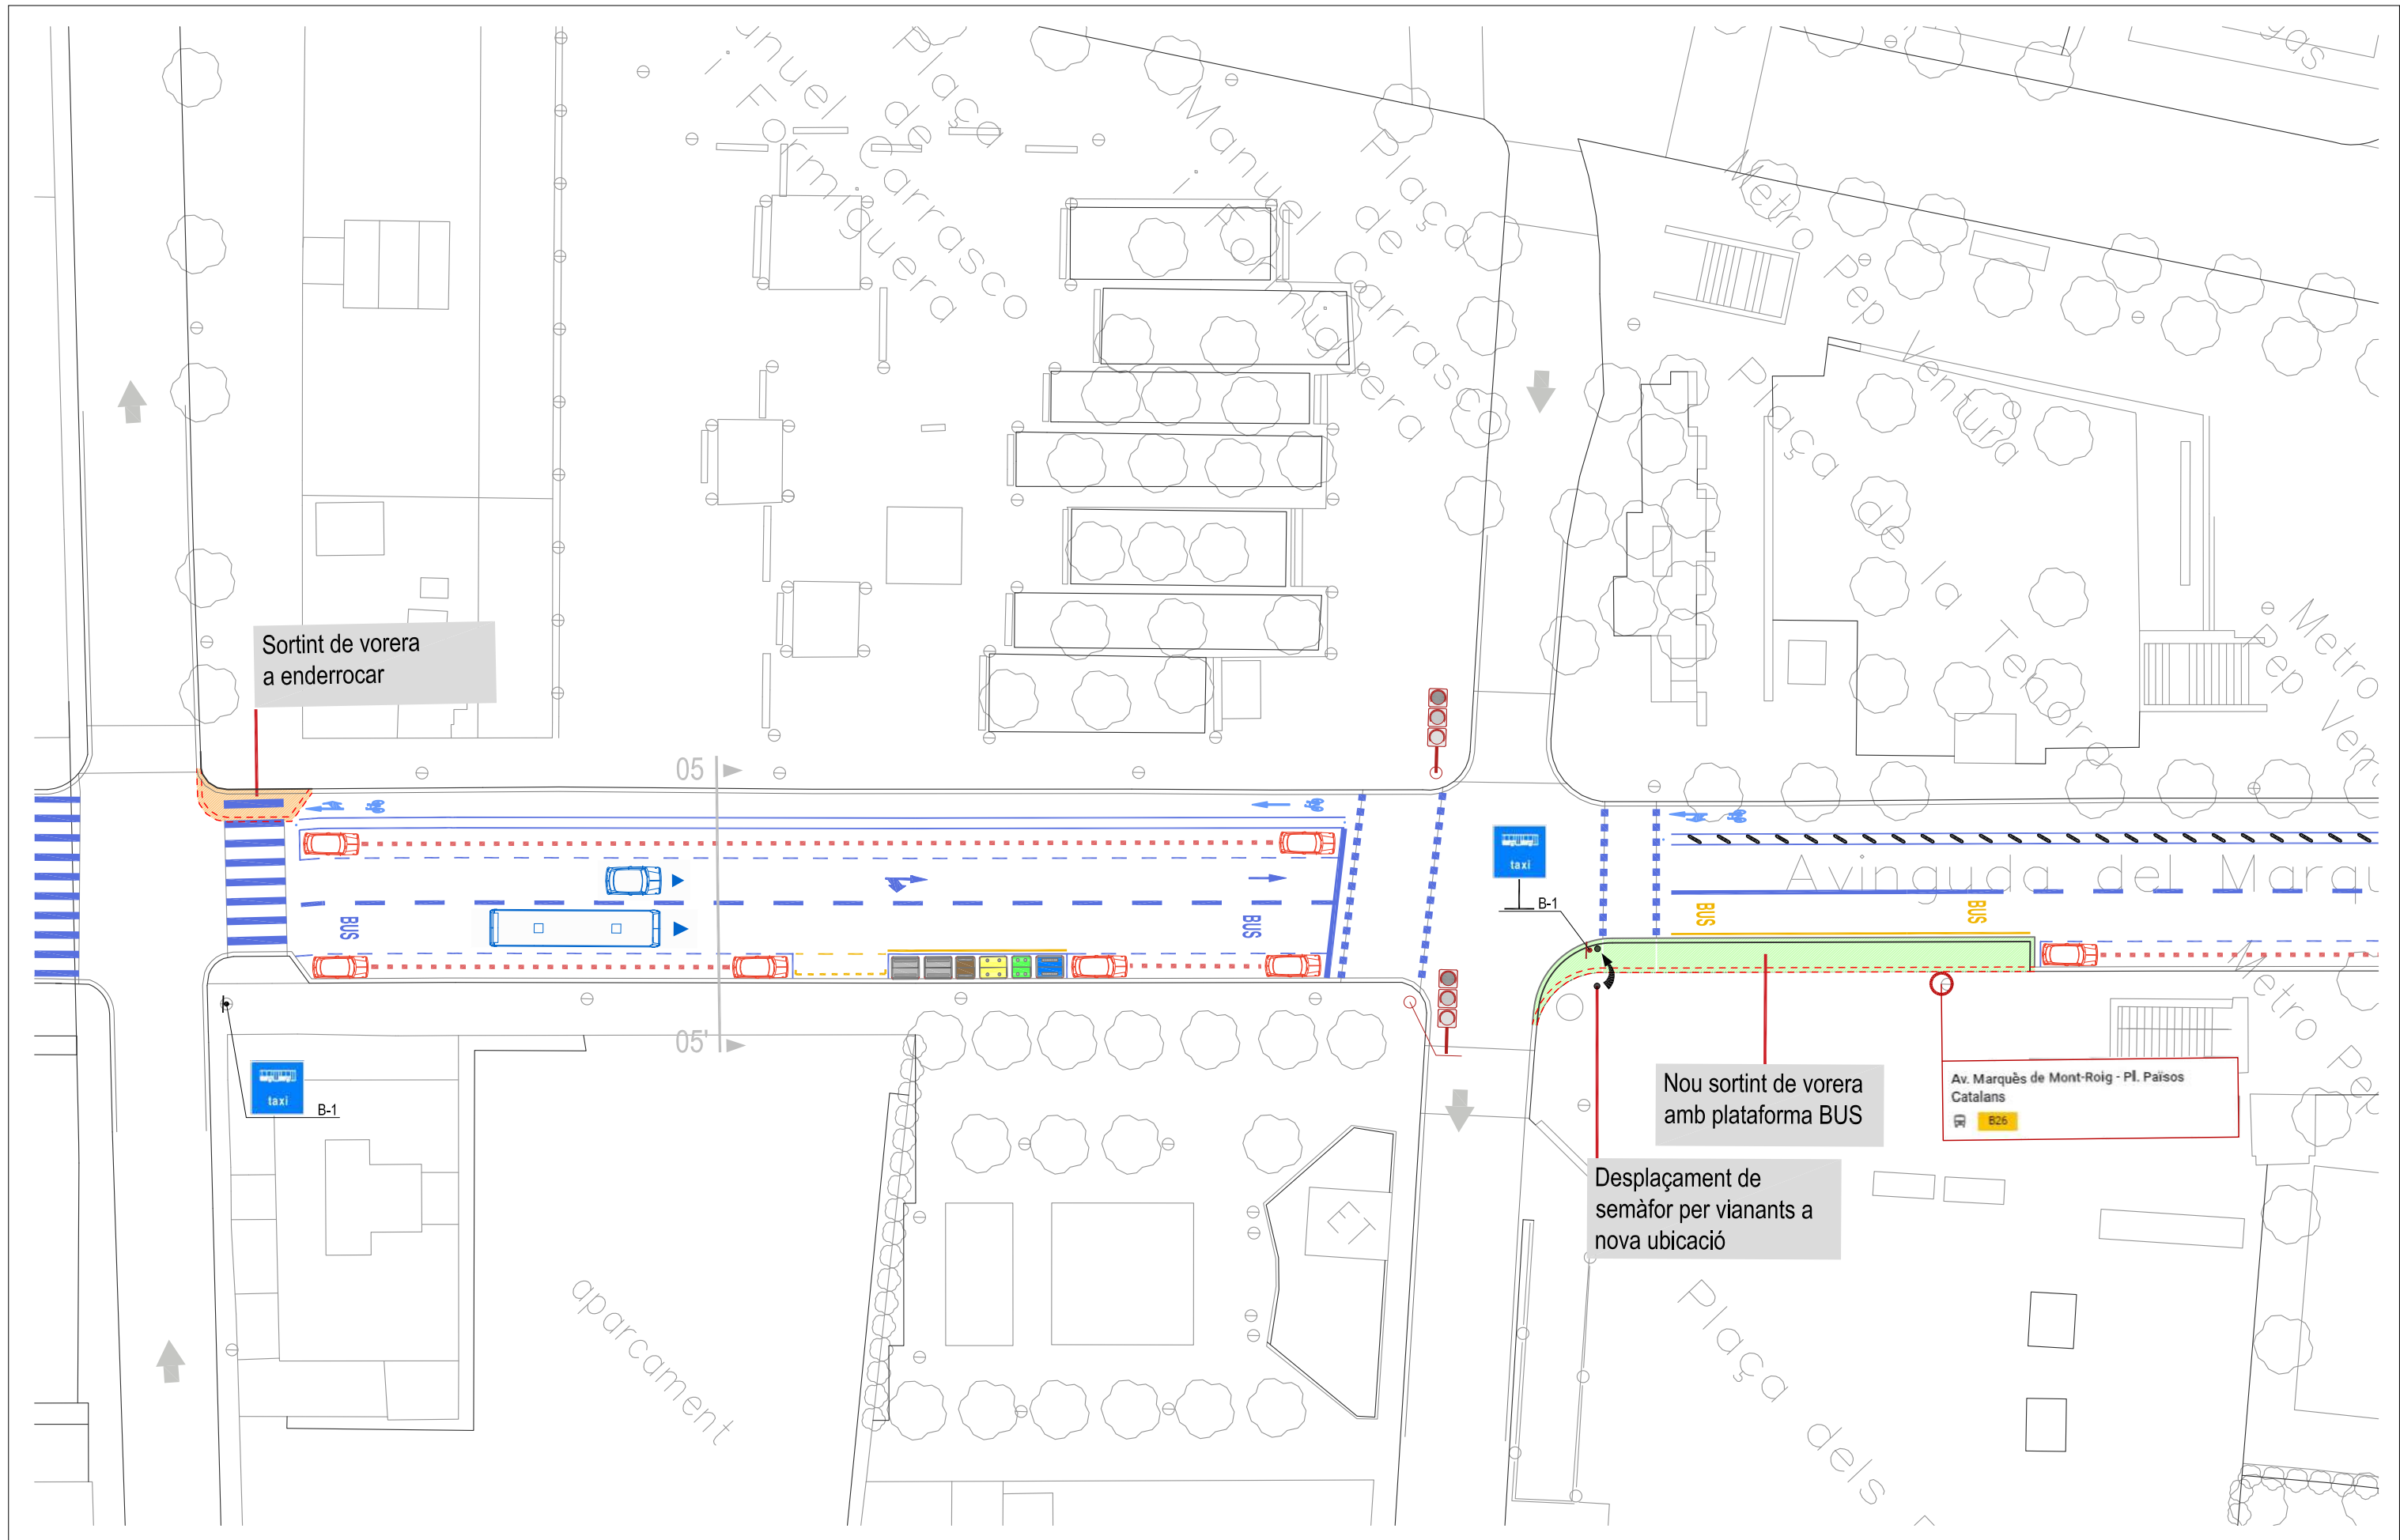 Manuel de Carrasco
i Formiguera
Plaça de
Manuel de Carrasco
i Formiguera
Plaça
Metro Pep Ventura
Plaça de la Tenora
Metro
Pep Ven
Sortint de vorera
a enderrocar
05
taxi
B-1
Avinguda del Marqu
BUS
BUS
BUS
BUS
05'
taxi
B-1
Metro Pep
Nou sortint de vorera
amb plataforma BUS
Av. Marquès de Mont-Roig - Pl. Països
Catalans
B26
Desplaçament de
semàfor per vianants a
nova ubicació
ET
aparcament
Plaça dels